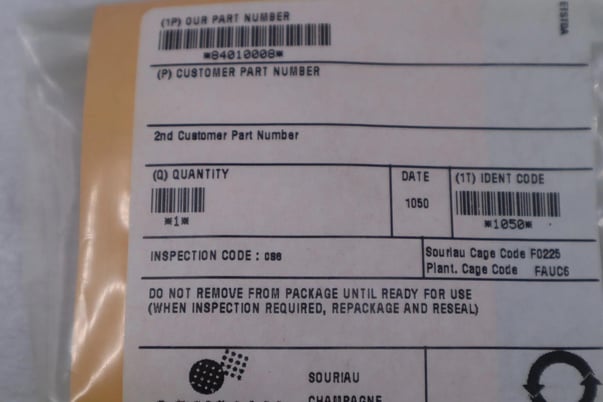 (1P) OUR PART NUMBER
*84010008*
(P) CUSTOMER PART NUMBER
2nd Customer Part Number
(Q) QUANTITY
*1*
DATE
1050
(1T) IDENT CODE
*1050*
INSPECTION CODE :
Souriau Cage Code F0225
Plant. Cage Code FAUC6
DO NOT REMOVE FROM PACKAGE UNTIL READY FOR USE
(WHEN INSPECTION REQUIRED, REPACKAGE AND RESEAL)
SOURIAU
CHAMPAGNE